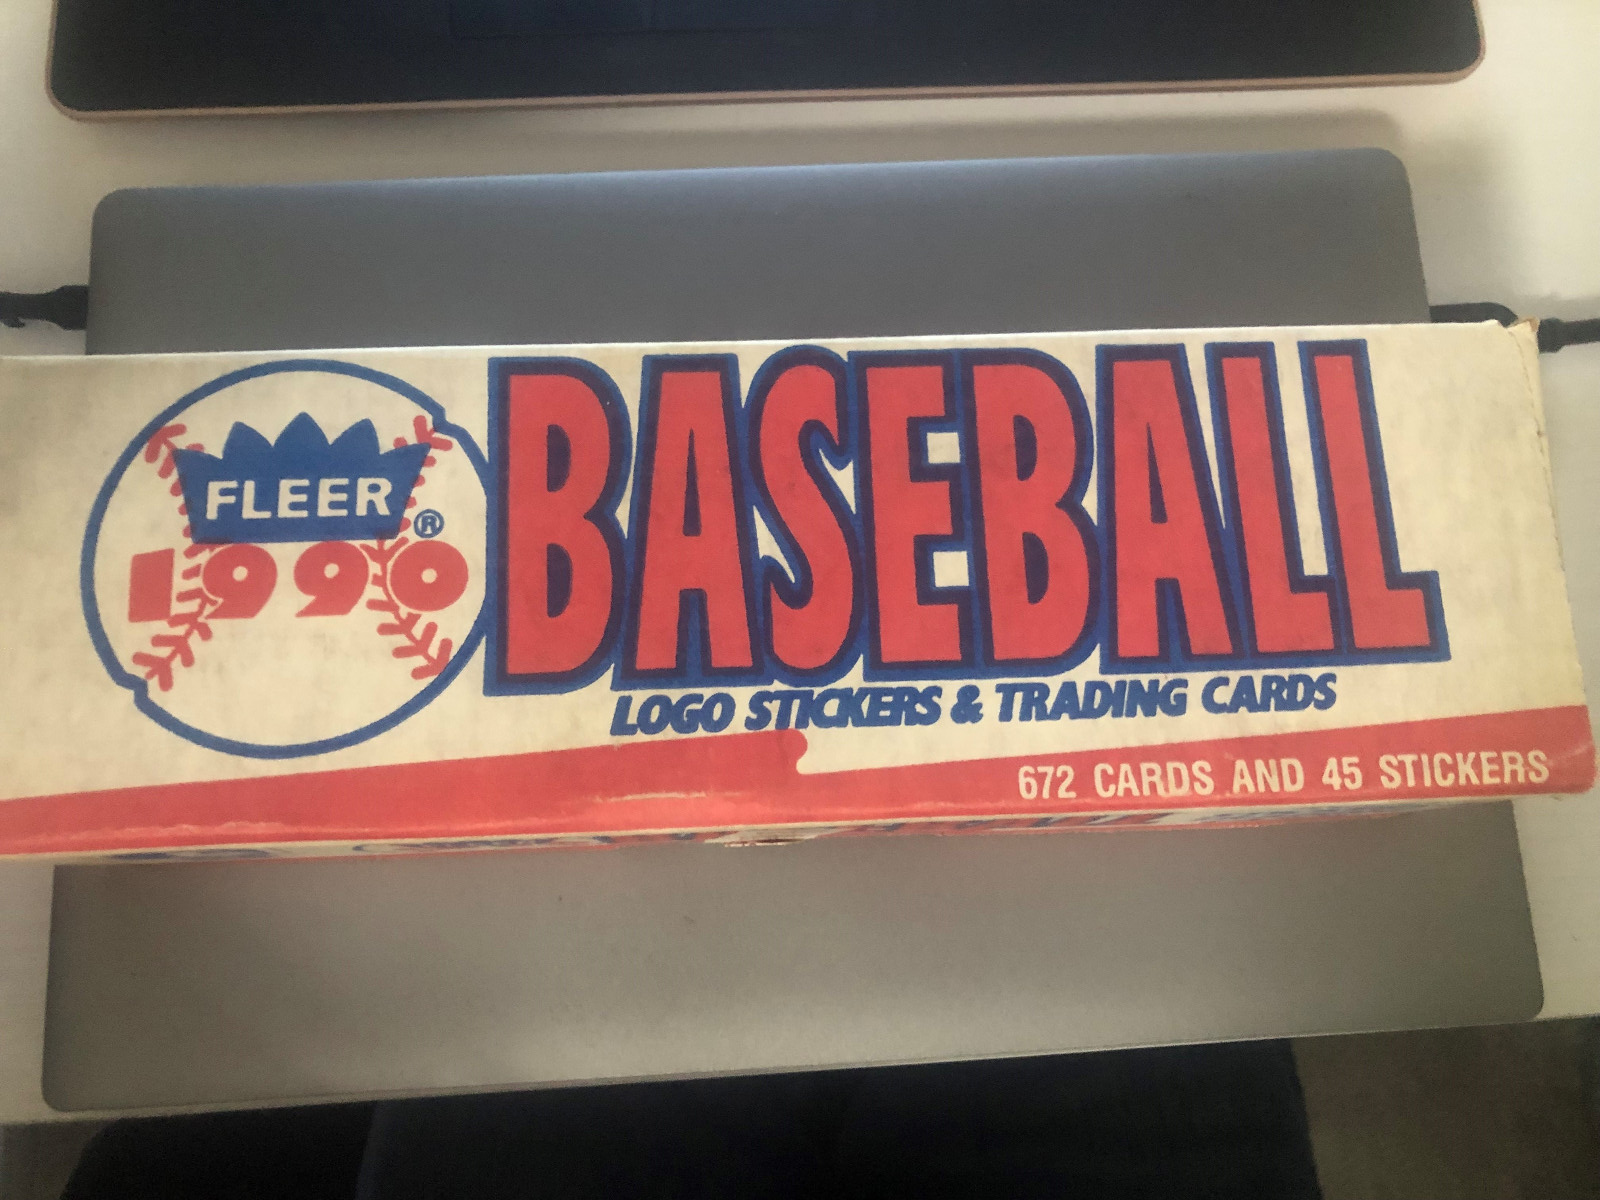 FLEER®
1990
BASEBALL
LOGO STICKERS & TRADING CARDS
672 CARDS AND 45 STICKERS